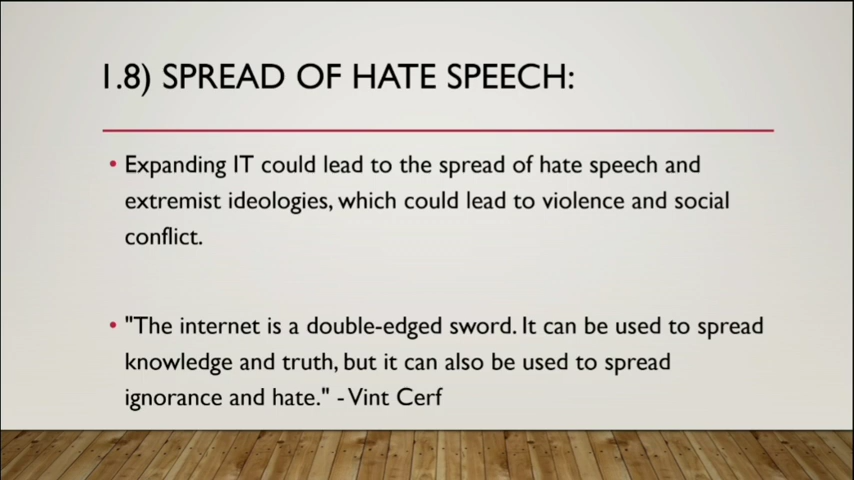 1.8) SPREAD OF HATE SPEECH:
• Expanding IT could lead to the spread of hate speech and
extremist ideologies, which could lead to violence and social
conflict.
• "The internet is a double-edged sword. It can be used to spread
knowledge and truth, but it can also be used to spread
ignorance and hate." - Vint Cerf